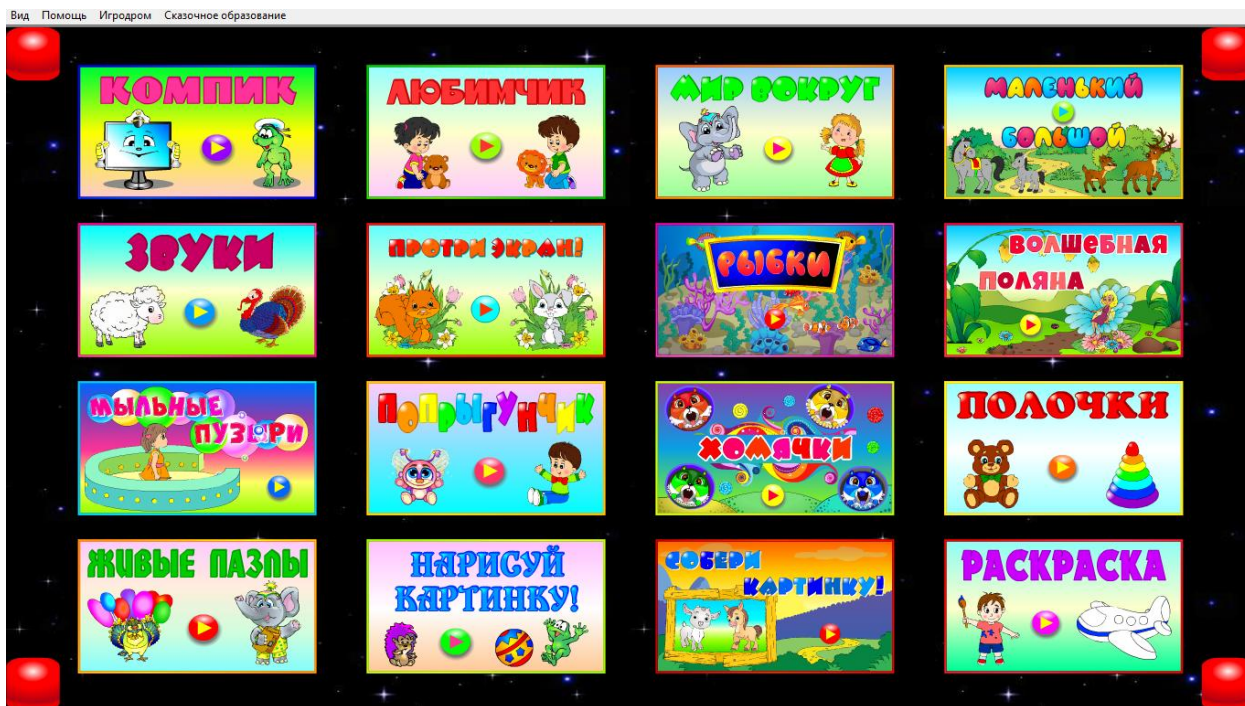 Вид Помощь Игродром Сказочное образование
КОМПИК
ЛЮБИМЧИК
МИР ВОКРУГ
МАЛЕНЬКИЙ
БОЛЬШОЙ
ЗВУКИ
ПРОТРИ ЭКРАН!
РЫБКИ
ВОЛШЕБНАЯ
ПОЛЯНА
МЫЛЬНЫЕ
ПУЗЫРИ
ПОПРЫГУНЧИК
ХОМЯЧКИ
ПОЛОЧКИ
ЖИВЫЕ ПАЗЛЫ
НАРИСУЙ
КАРТИНКУ!
СОБЕРИ
КАРТИНКУ!
РАСКРАСКА